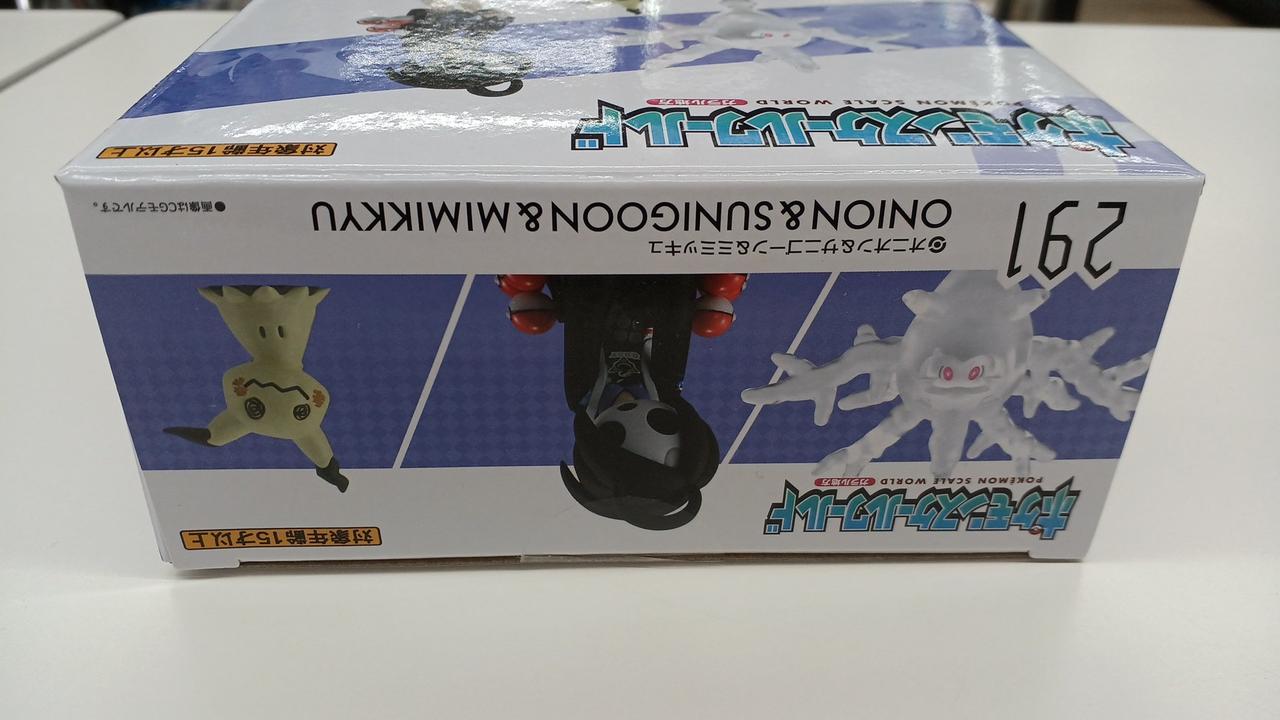 対象年齢15才以上
ポケモンスケールワールド
POKÉMON SCALE WORLD ガラル地方
ポケモンスケールワールド
POKÉMON SCALE WORLD ガラル地方
対象年齢15才以上
291
オニオン&サニゴーン&ミミッキュ
ONION&SUNIGOON&MIMIKKYU
●画像はCGモデルです。